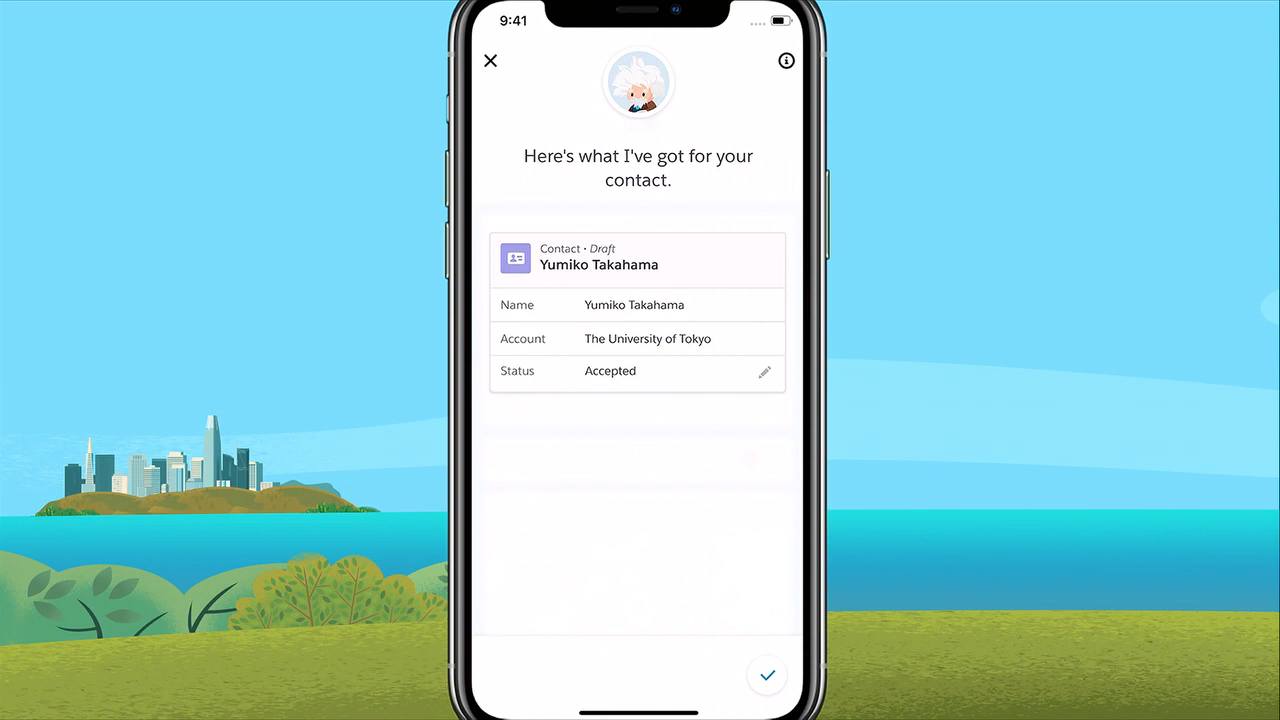 9:41
Here's what I've got for your
contact.
Contact • Draft
Yumiko Takahama
Name Yumiko Takahama
Account The University of Tokyo
Status Accepted